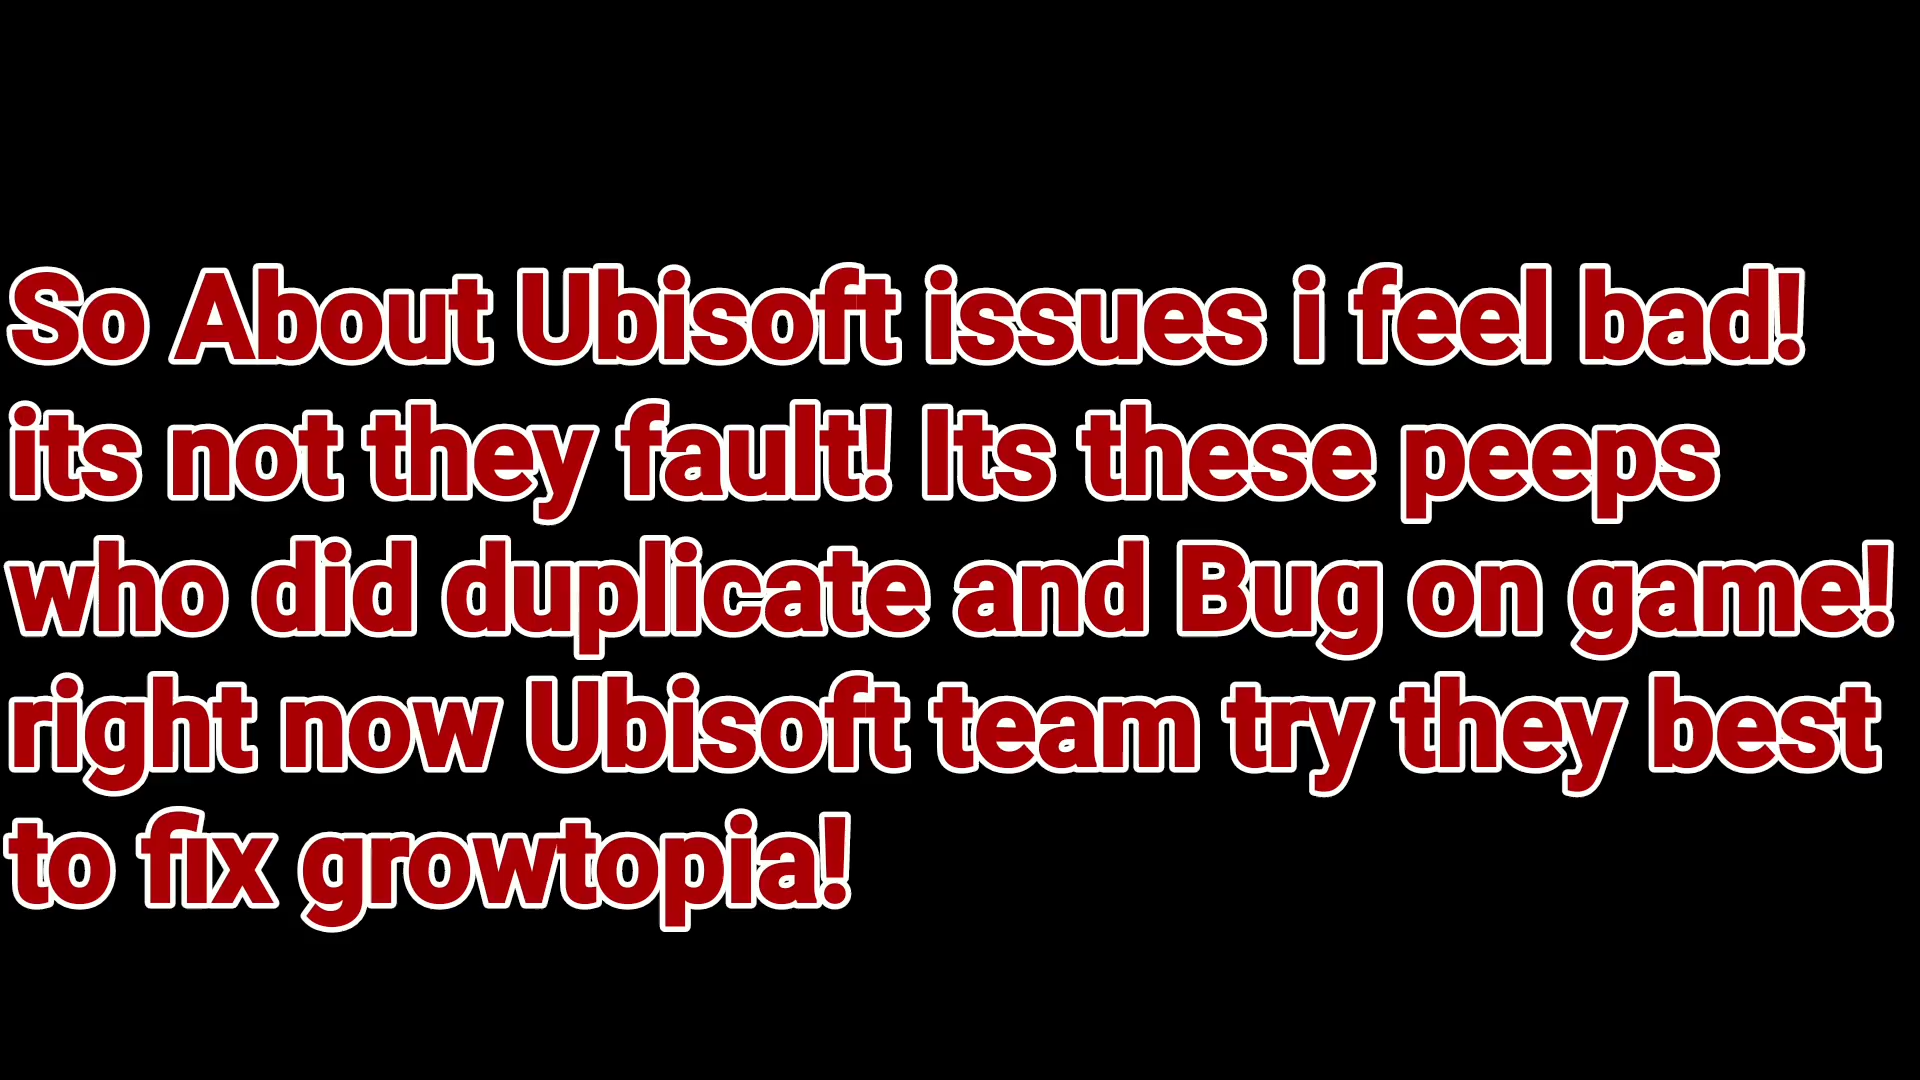 So About Ubisoft issues i feel bad!
its not they fault! Its these peeps
who did duplicate and Bug on game!
right now Ubisoft team try they best
to fix growtopia!